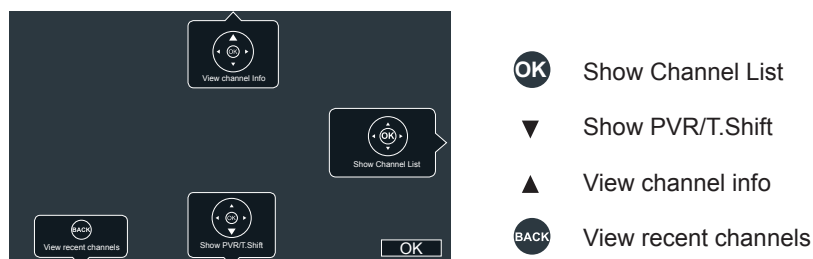 OK
View channel Info
OK
Show Channel List
BACK
View recent channels
OK
Show PVR/T.Shift
OK
OK Show Channel List
▼ Show PVR/T.Shift
▲ View channel info
BACK View recent channels